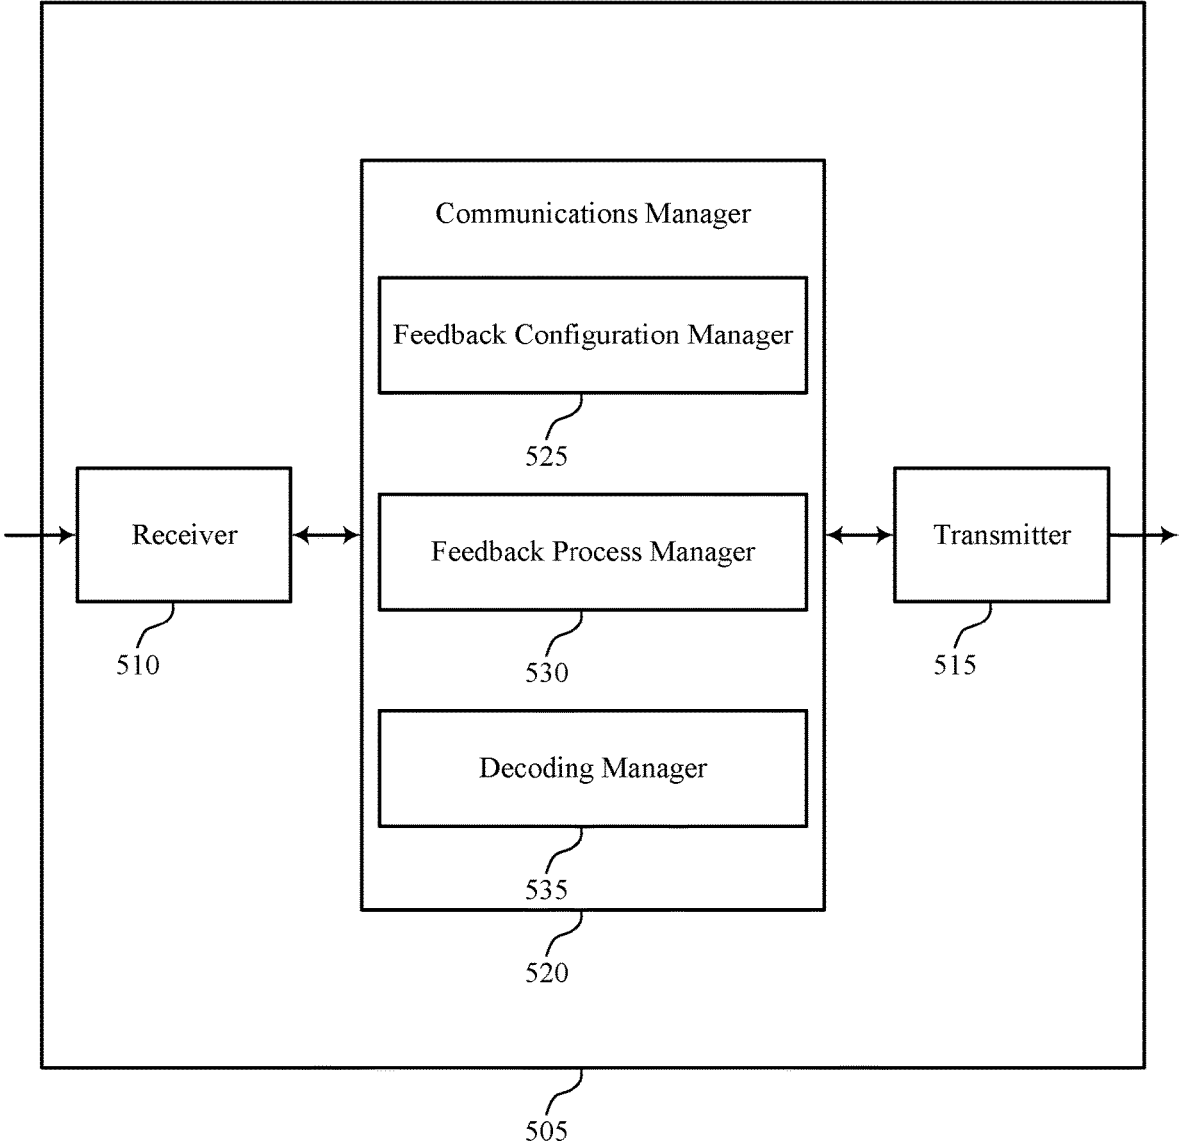 Communications Manager
Feedback Configuration Manager
525
Receiver
510
Feedback Process Manager
530
Transmitter
515
Decoding Manager
535
520
505